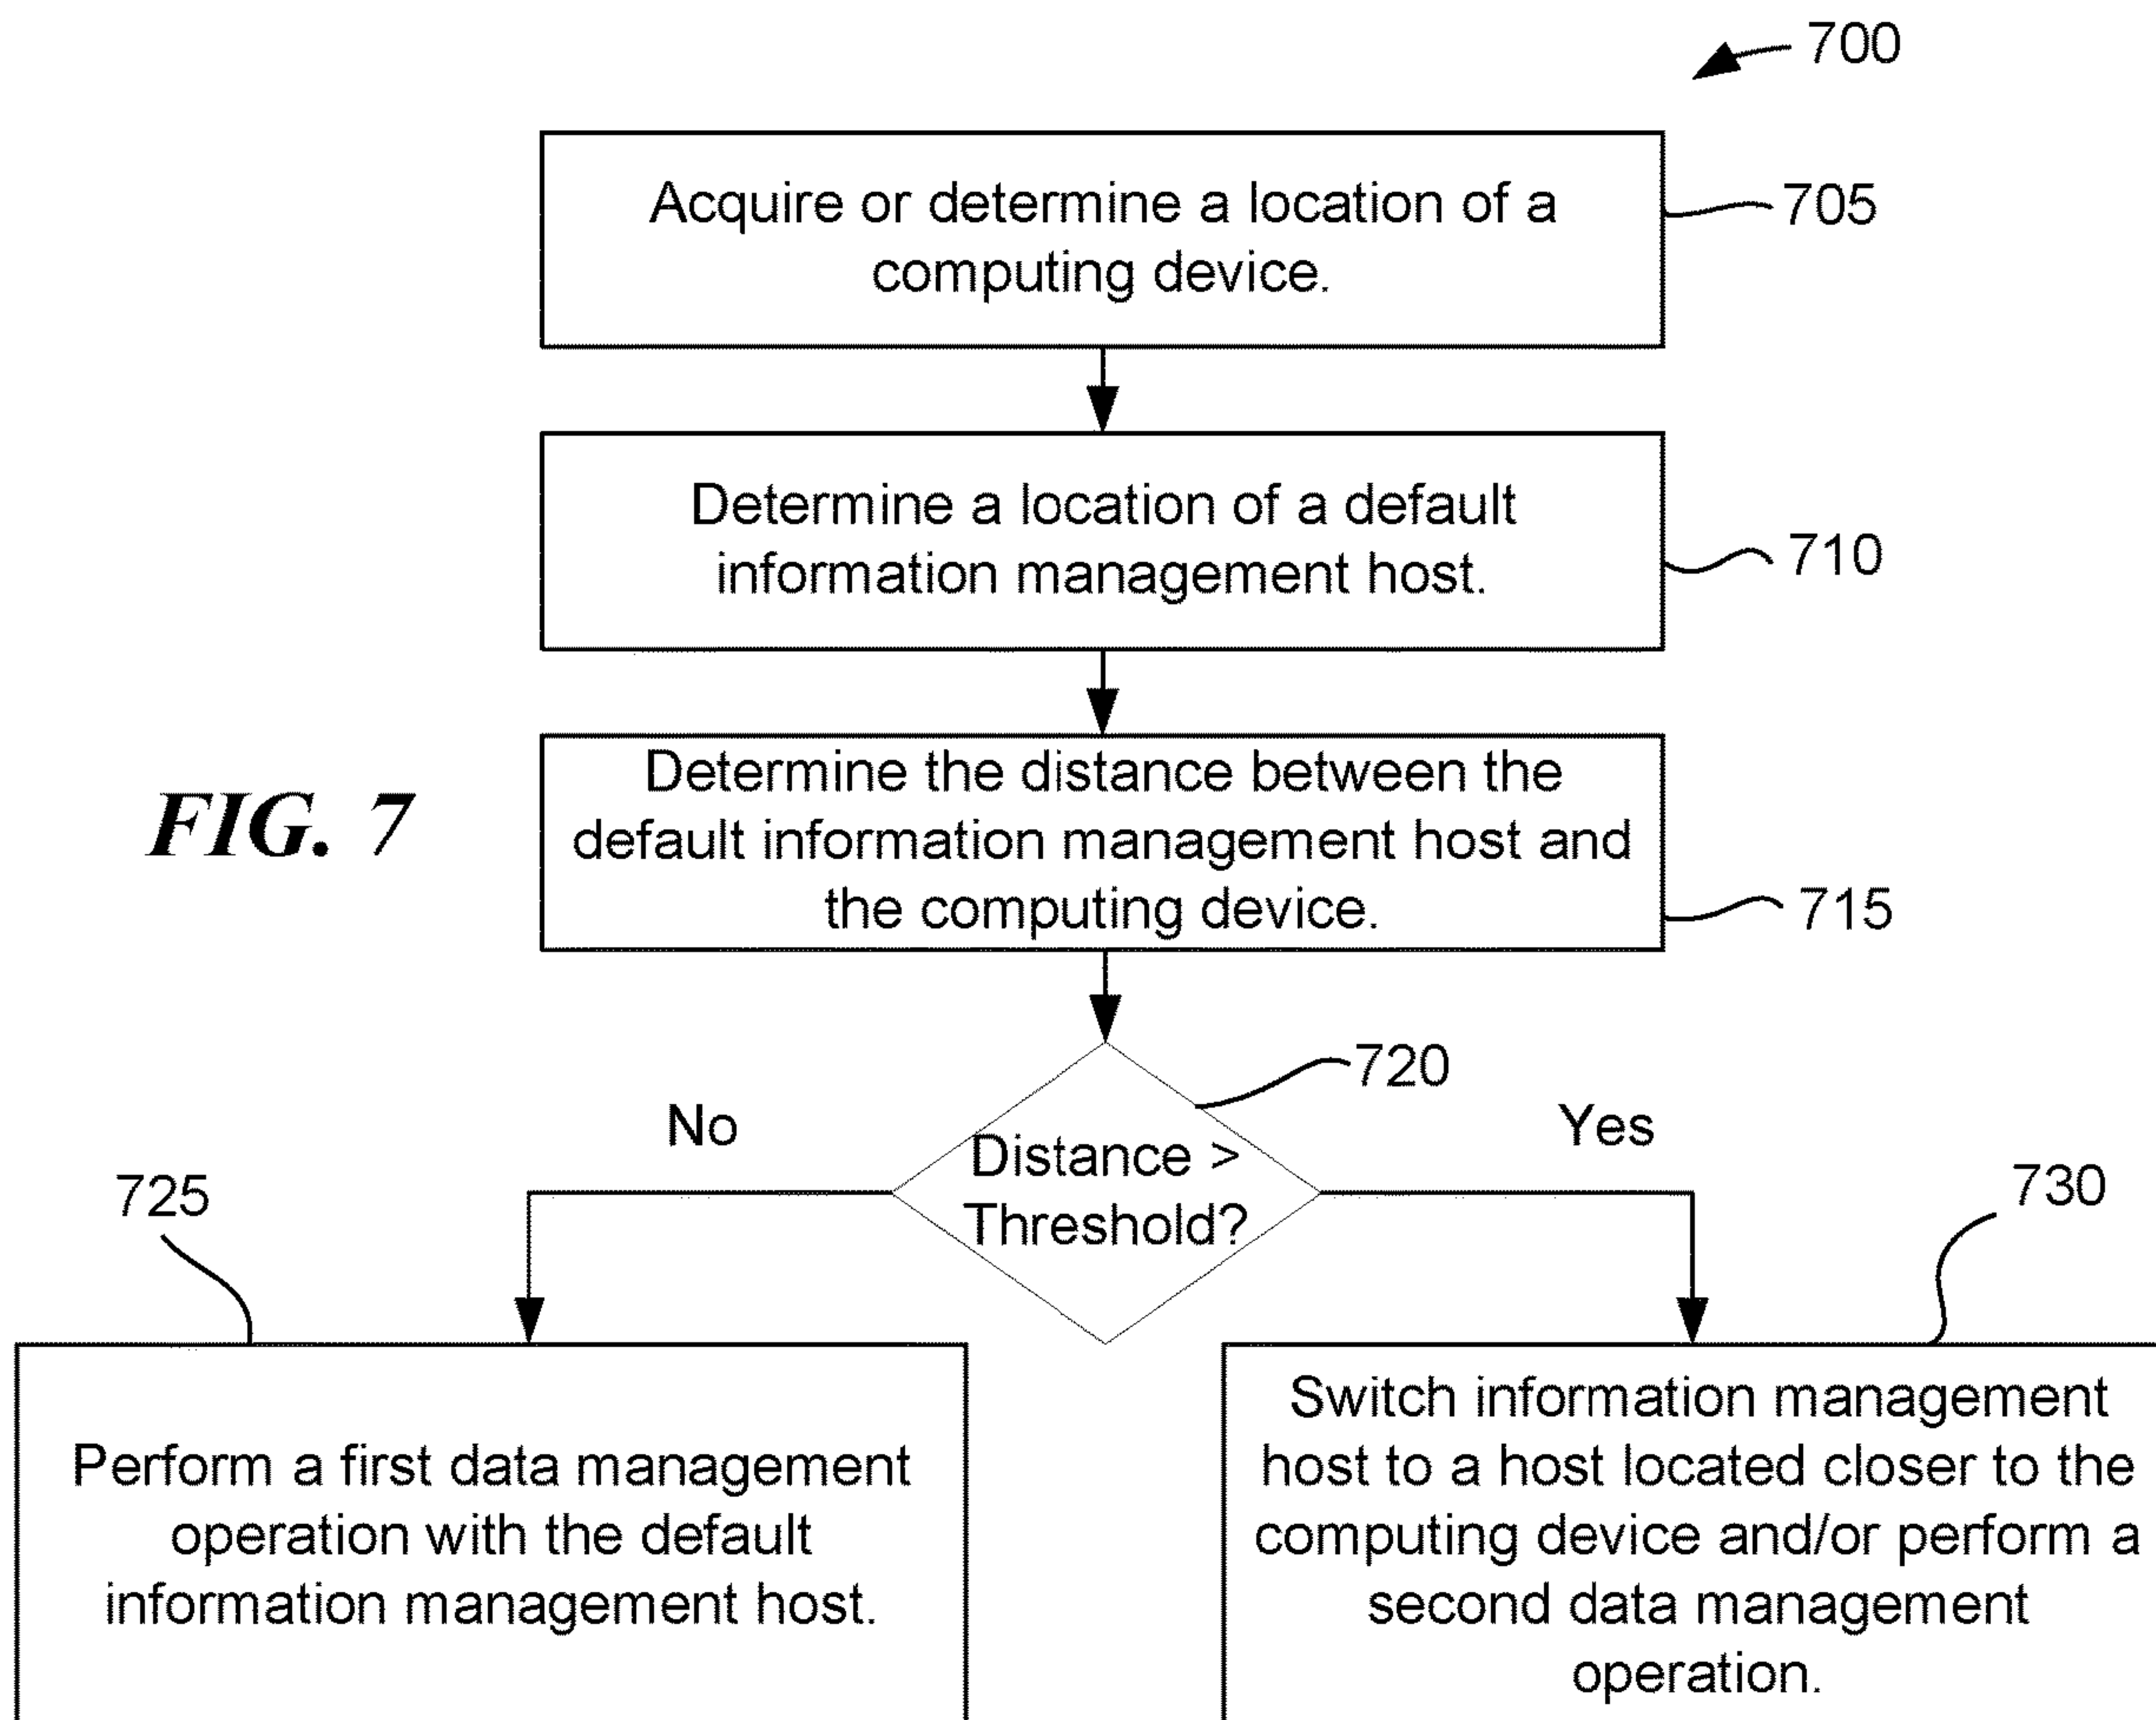 700
Acquire or determine a location of a
computing device.
705
Determine a location of a default
information management host.
710
Determine the distance between the
default information management host and
the computing device.
715
FIG. 7
720
Distance >
Threshold?
No
Yes
725
Perform a first data management
operation with the default
information management host.
730
Switch information management
host to a host located closer to the
computing device and/or perform a
second data management
operation.